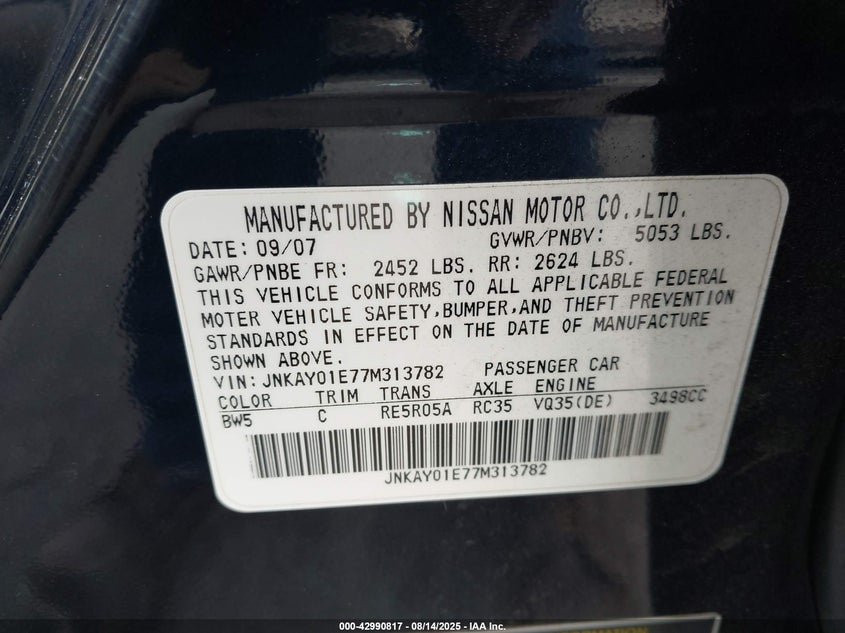 MANUFACTURED BY NISSAN MOTOR CO.,LTD.
DATE: 09/07 GVWR/PNBV: 5053 LBS.
GAWR/PNBE FR: 2452 LBS. RR: 2624 LBS.
THIS VEHICLE CONFORMS TO ALL APPLICABLE FEDERAL
MOTER VEHICLE SAFETY,BUMPER,AND THEFT PREVENTION
STANDARDS IN EFFECT ON THE DATE OF MANUFACTURE
SHOWN ABOVE.
VIN: JNKAY01E77M313782 PASSENGER CAR
COLOR TRIM TRANS AXLE ENGINE
BW5 C RE5R05A RC35 VQ35(DE) 3498CC
JNKAY01E77M313782
000-42990817 - 08/14/2025 - IAA Inc.